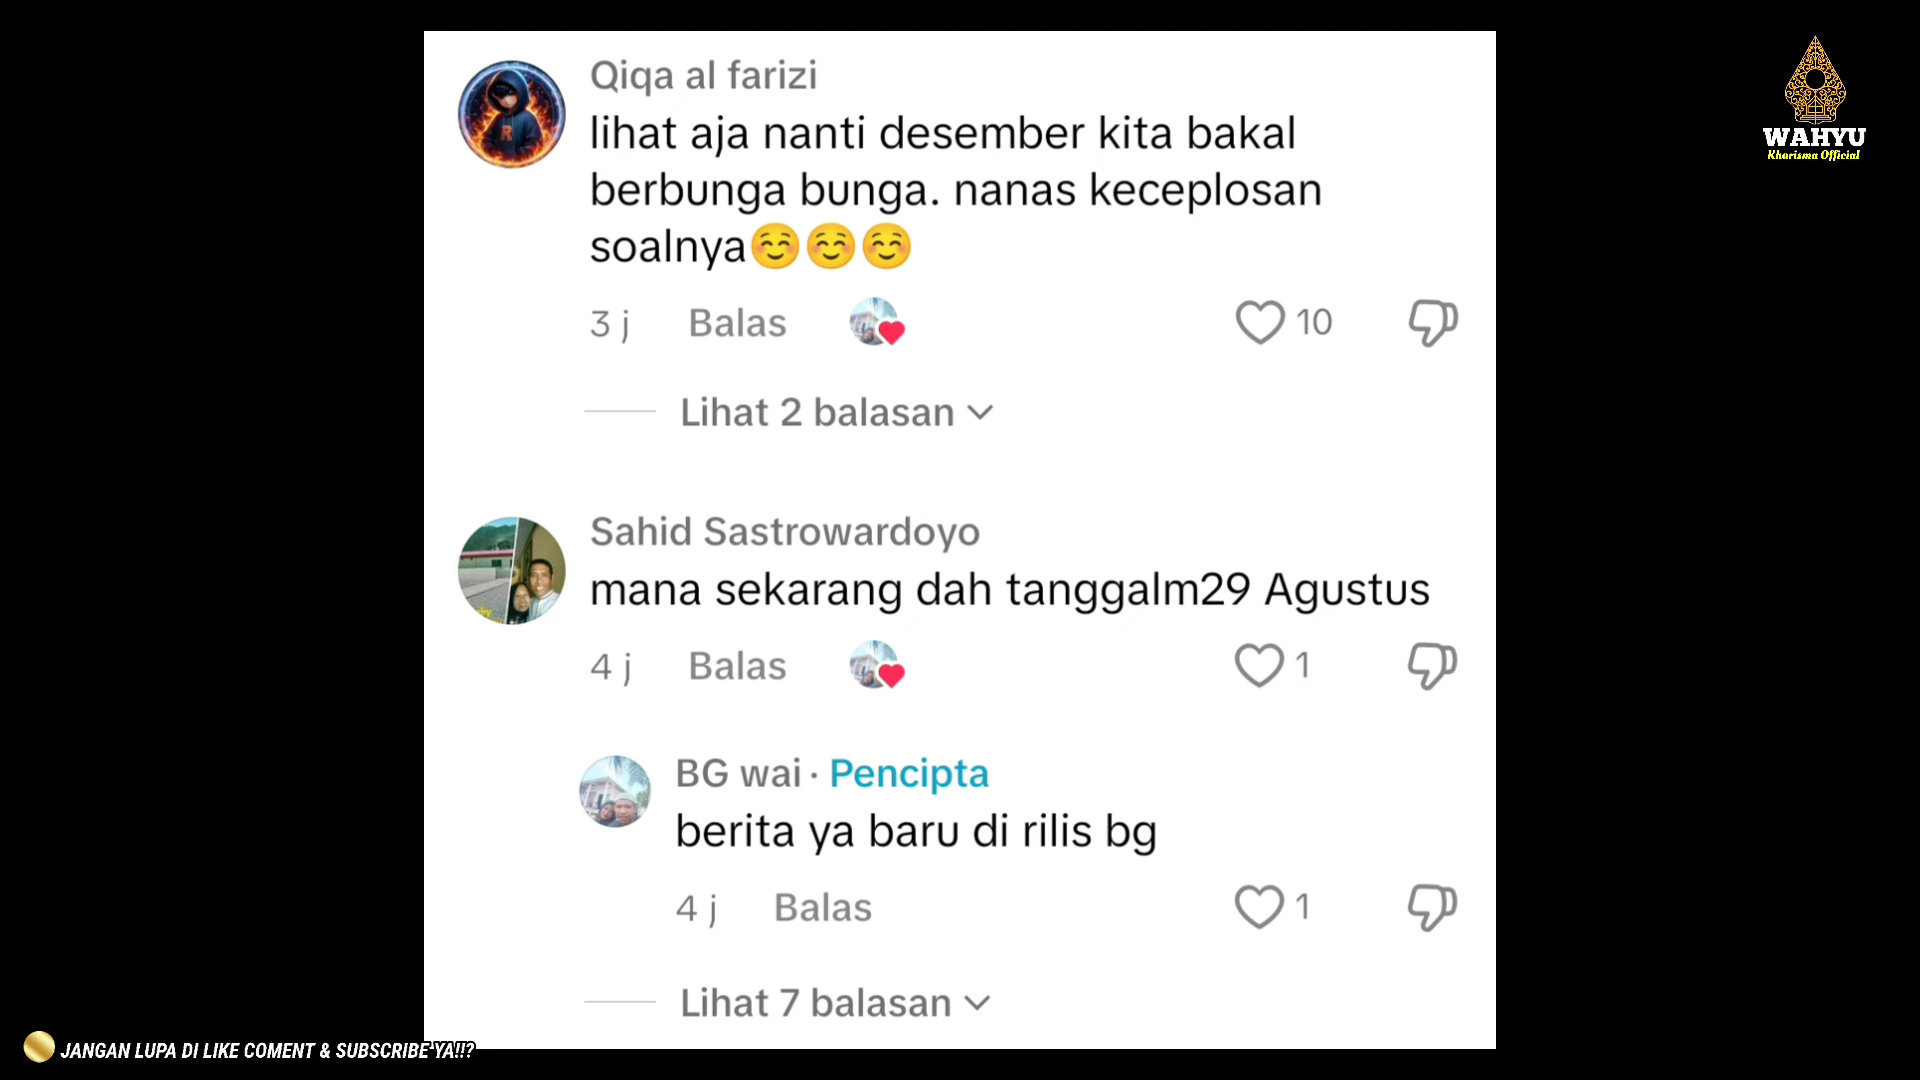 Qiqa al farizi
lihat aja nanti desember kita bakal
berbunga bunga. nanas keceplosan
soalnya☺️☺️☺️
3 j Balas 10
Lihat 2 balasan
Sahid Sastrowardoyo
mana sekarang dah tanggalm29 Agustus
4 j Balas 1
BG wai · Pencipta
berita ya baru di rilis bg
4 j Balas 1
Lihat 7 balasan
WAHYU
Kharisma Official
JANGAN LUPA DI LIKE COMENT & SUBSCRIBE YA!!?